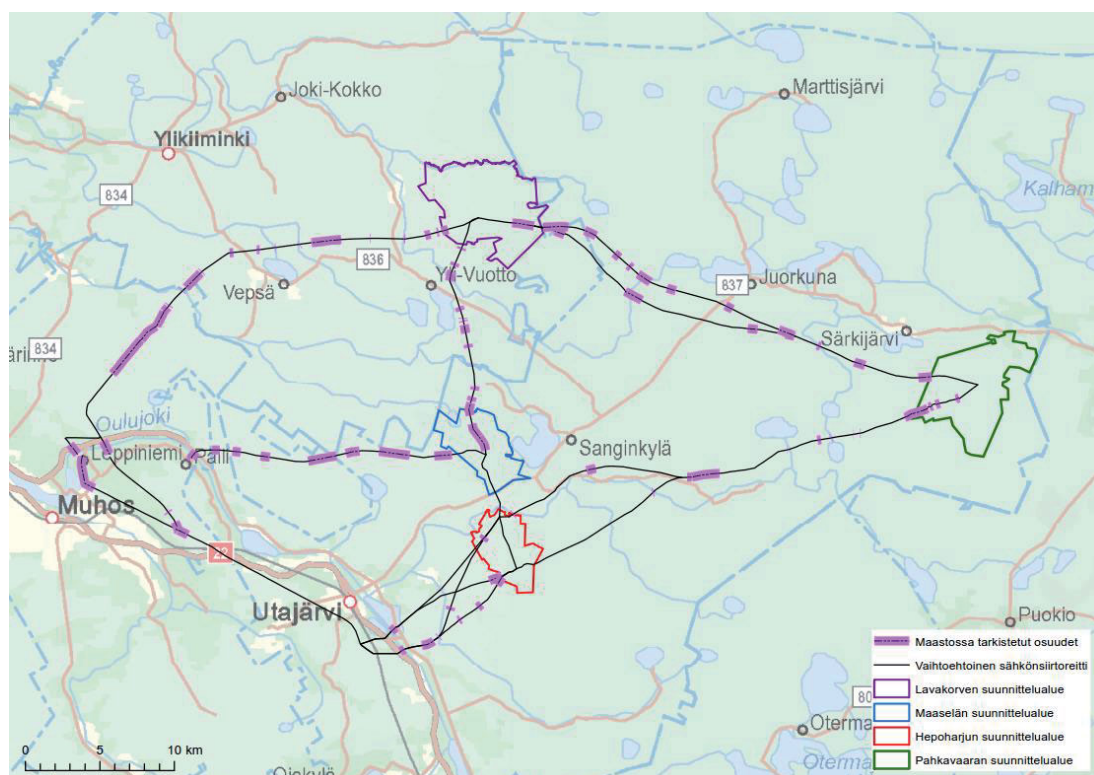 Joki-Kokko
Marttisjärvi
Ylikiiminki
834
Kalham
836
Yli-Vuotto
837
Juorkuna
Vepsä
Särkijärvi
834
Oulujoki
Leppiniemi
Pälli
Sanginkylä
Muhos
22
Utajärvi
Puokio
Maastossa tarkistetut osuudet
Vaihtoehtoinen sähkönsiirtoreitti
Lavakorven suunnittelualue
Maaselän suunnittelualue
Hepoharjun suunnittelualue
Pahkavaaran suunnittelualue
80
Oterma
Oterma
0 5 10 km